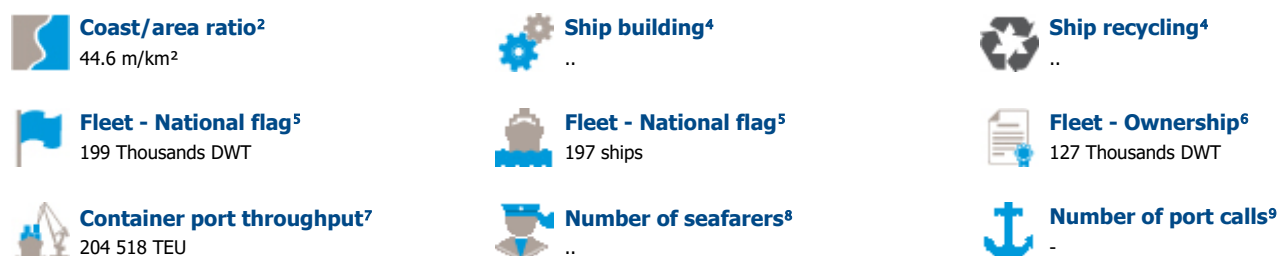 Coast/area ratio²
44.6 m/km²
Ship building⁴
..
Ship recycling⁴
..
Fleet - National flag⁵
199 Thousands DWT
Fleet - National flag⁵
197 ships
Fleet - Ownership⁶
127 Thousands DWT
Container port throughput⁷
204 518 TEU
Number of seafarers⁸
..
Number of port calls⁹
-